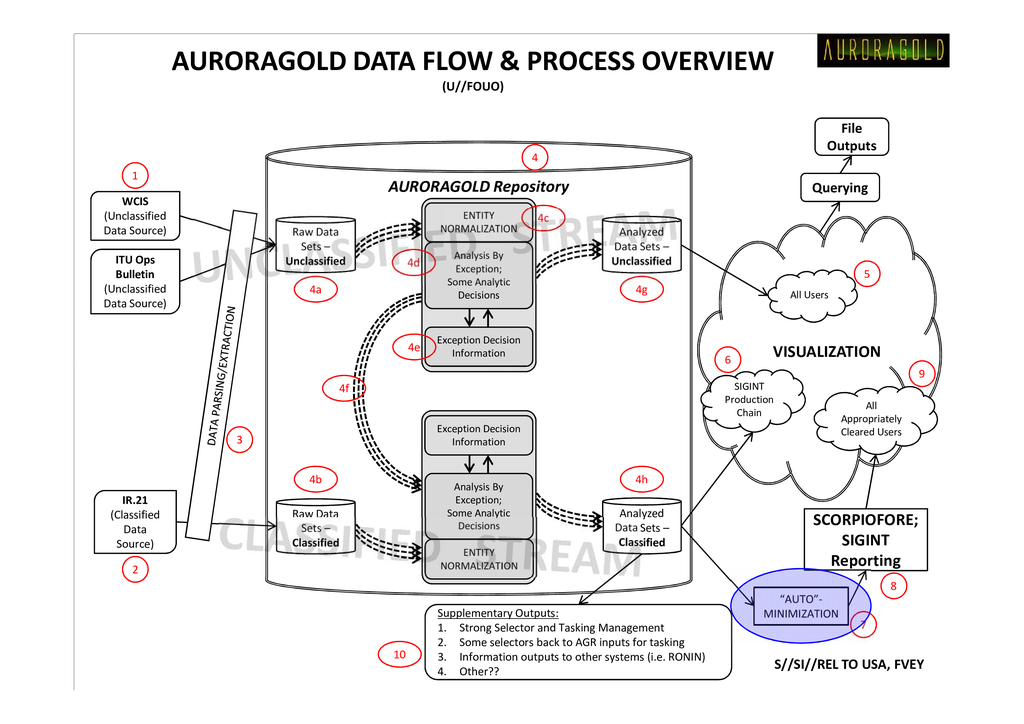 AURORAGOLD DATA FLOW & PROCESS OVERVIEW
(U//FOUO)
AURORAGOLD
File
Outputs
Querying
1
WCIS
(Unclassified
Data Source)
ITU Ops
Bulletin
(Unclassified
Data Source)
DATA PARSING/EXTRACTION
3
IR.21
(Classified
Data
Source)
2
4
AURORAGOLD Repository
UNCLASSIFIED STREAM
Raw Data
Sets –
Unclassified
4a
ENTITY
NORMALIZATION
4c
Analysis By
Exception;
Some Analytic
Decisions
4d
Exception Decision
Information
4e
4f
Analyzed
Data Sets –
Unclassified
4g
Exception Decision
Information
Analysis By
Exception;
Some Analytic
Decisions
ENTITY
NORMALIZATION
4b
Raw Data
Sets –
Classified
CLASSIFIED STREAM
4h
Analyzed
Data Sets –
Classified
5
All Users
VISUALIZATION
6
SIGINT
Production
Chain
9
All
Appropriately
Cleared Users
SCORPIOFORE;
SIGINT
Reporting
8
“AUTO”-
MINIMIZATION
7
10
Supplementary Outputs:
1. Strong Selector and Tasking Management
2. Some selectors back to AGR inputs for tasking
3. Information outputs to other systems (i.e. RONIN)
4. Other??
S//SI//REL TO USA, FVEY